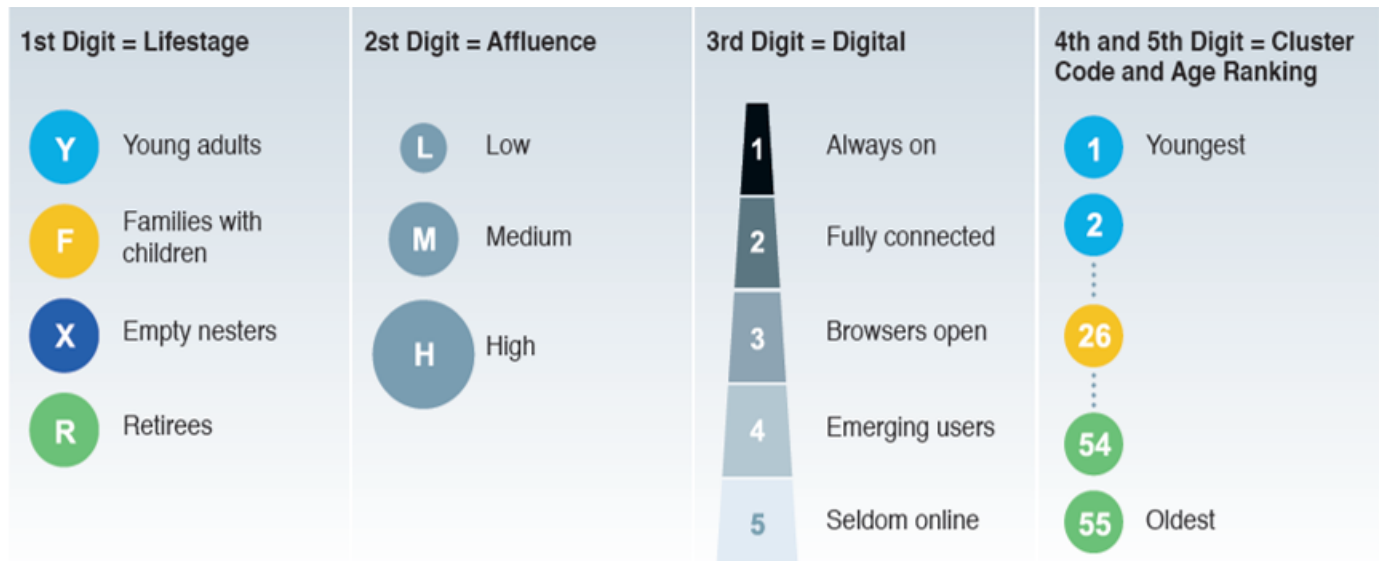 1st Digit = Lifestage
Y Young adults
F Families with
children
X Empty nesters
R Retirees
2st Digit = Affluence
L Low
M Medium
H High
3rd Digit = Digital
1 Always on
2 Fully connected
3 Browsers open
4 Emerging users
5 Seldom online
4th and 5th Digit = Cluster
Code and Age Ranking
1 Youngest
2
26
54
55 Oldest